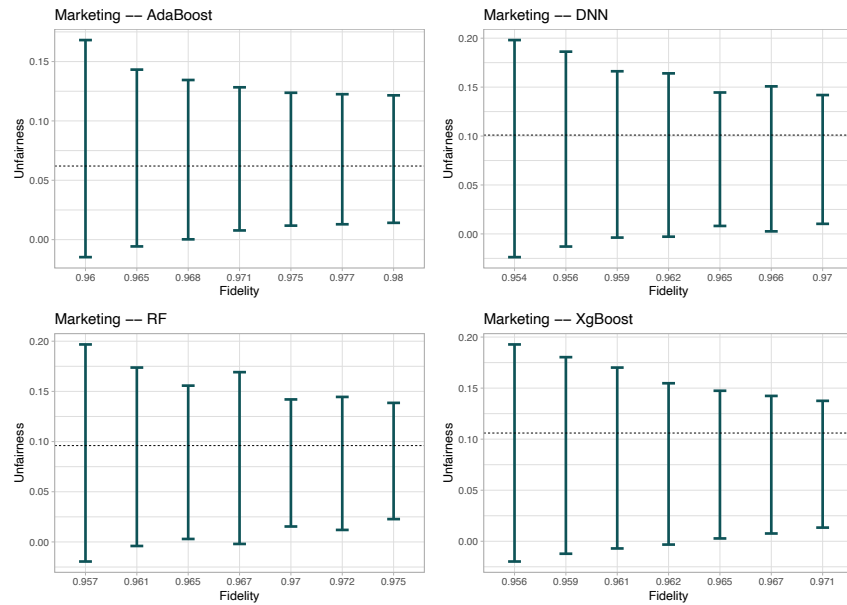 Marketing −− AdaBoost
Unfairness
0.15
0.10
0.05
0.00
0.96 0.965 0.968 0.971 0.975 0.977 0.98
Fidelity
Marketing −− DNN
Unfairness
0.20
0.15
0.10
0.05
0.00
0.954 0.956 0.959 0.962 0.965 0.966 0.97
Fidelity
Marketing −− RF
Unfairness
0.20
0.15
0.10
0.05
0.00
0.957 0.961 0.965 0.967 0.97 0.972 0.975
Fidelity
Marketing −− XgBoost
Unfairness
0.20
0.15
0.10
0.05
0.00
0.956 0.959 0.961 0.962 0.965 0.967 0.971
Fidelity